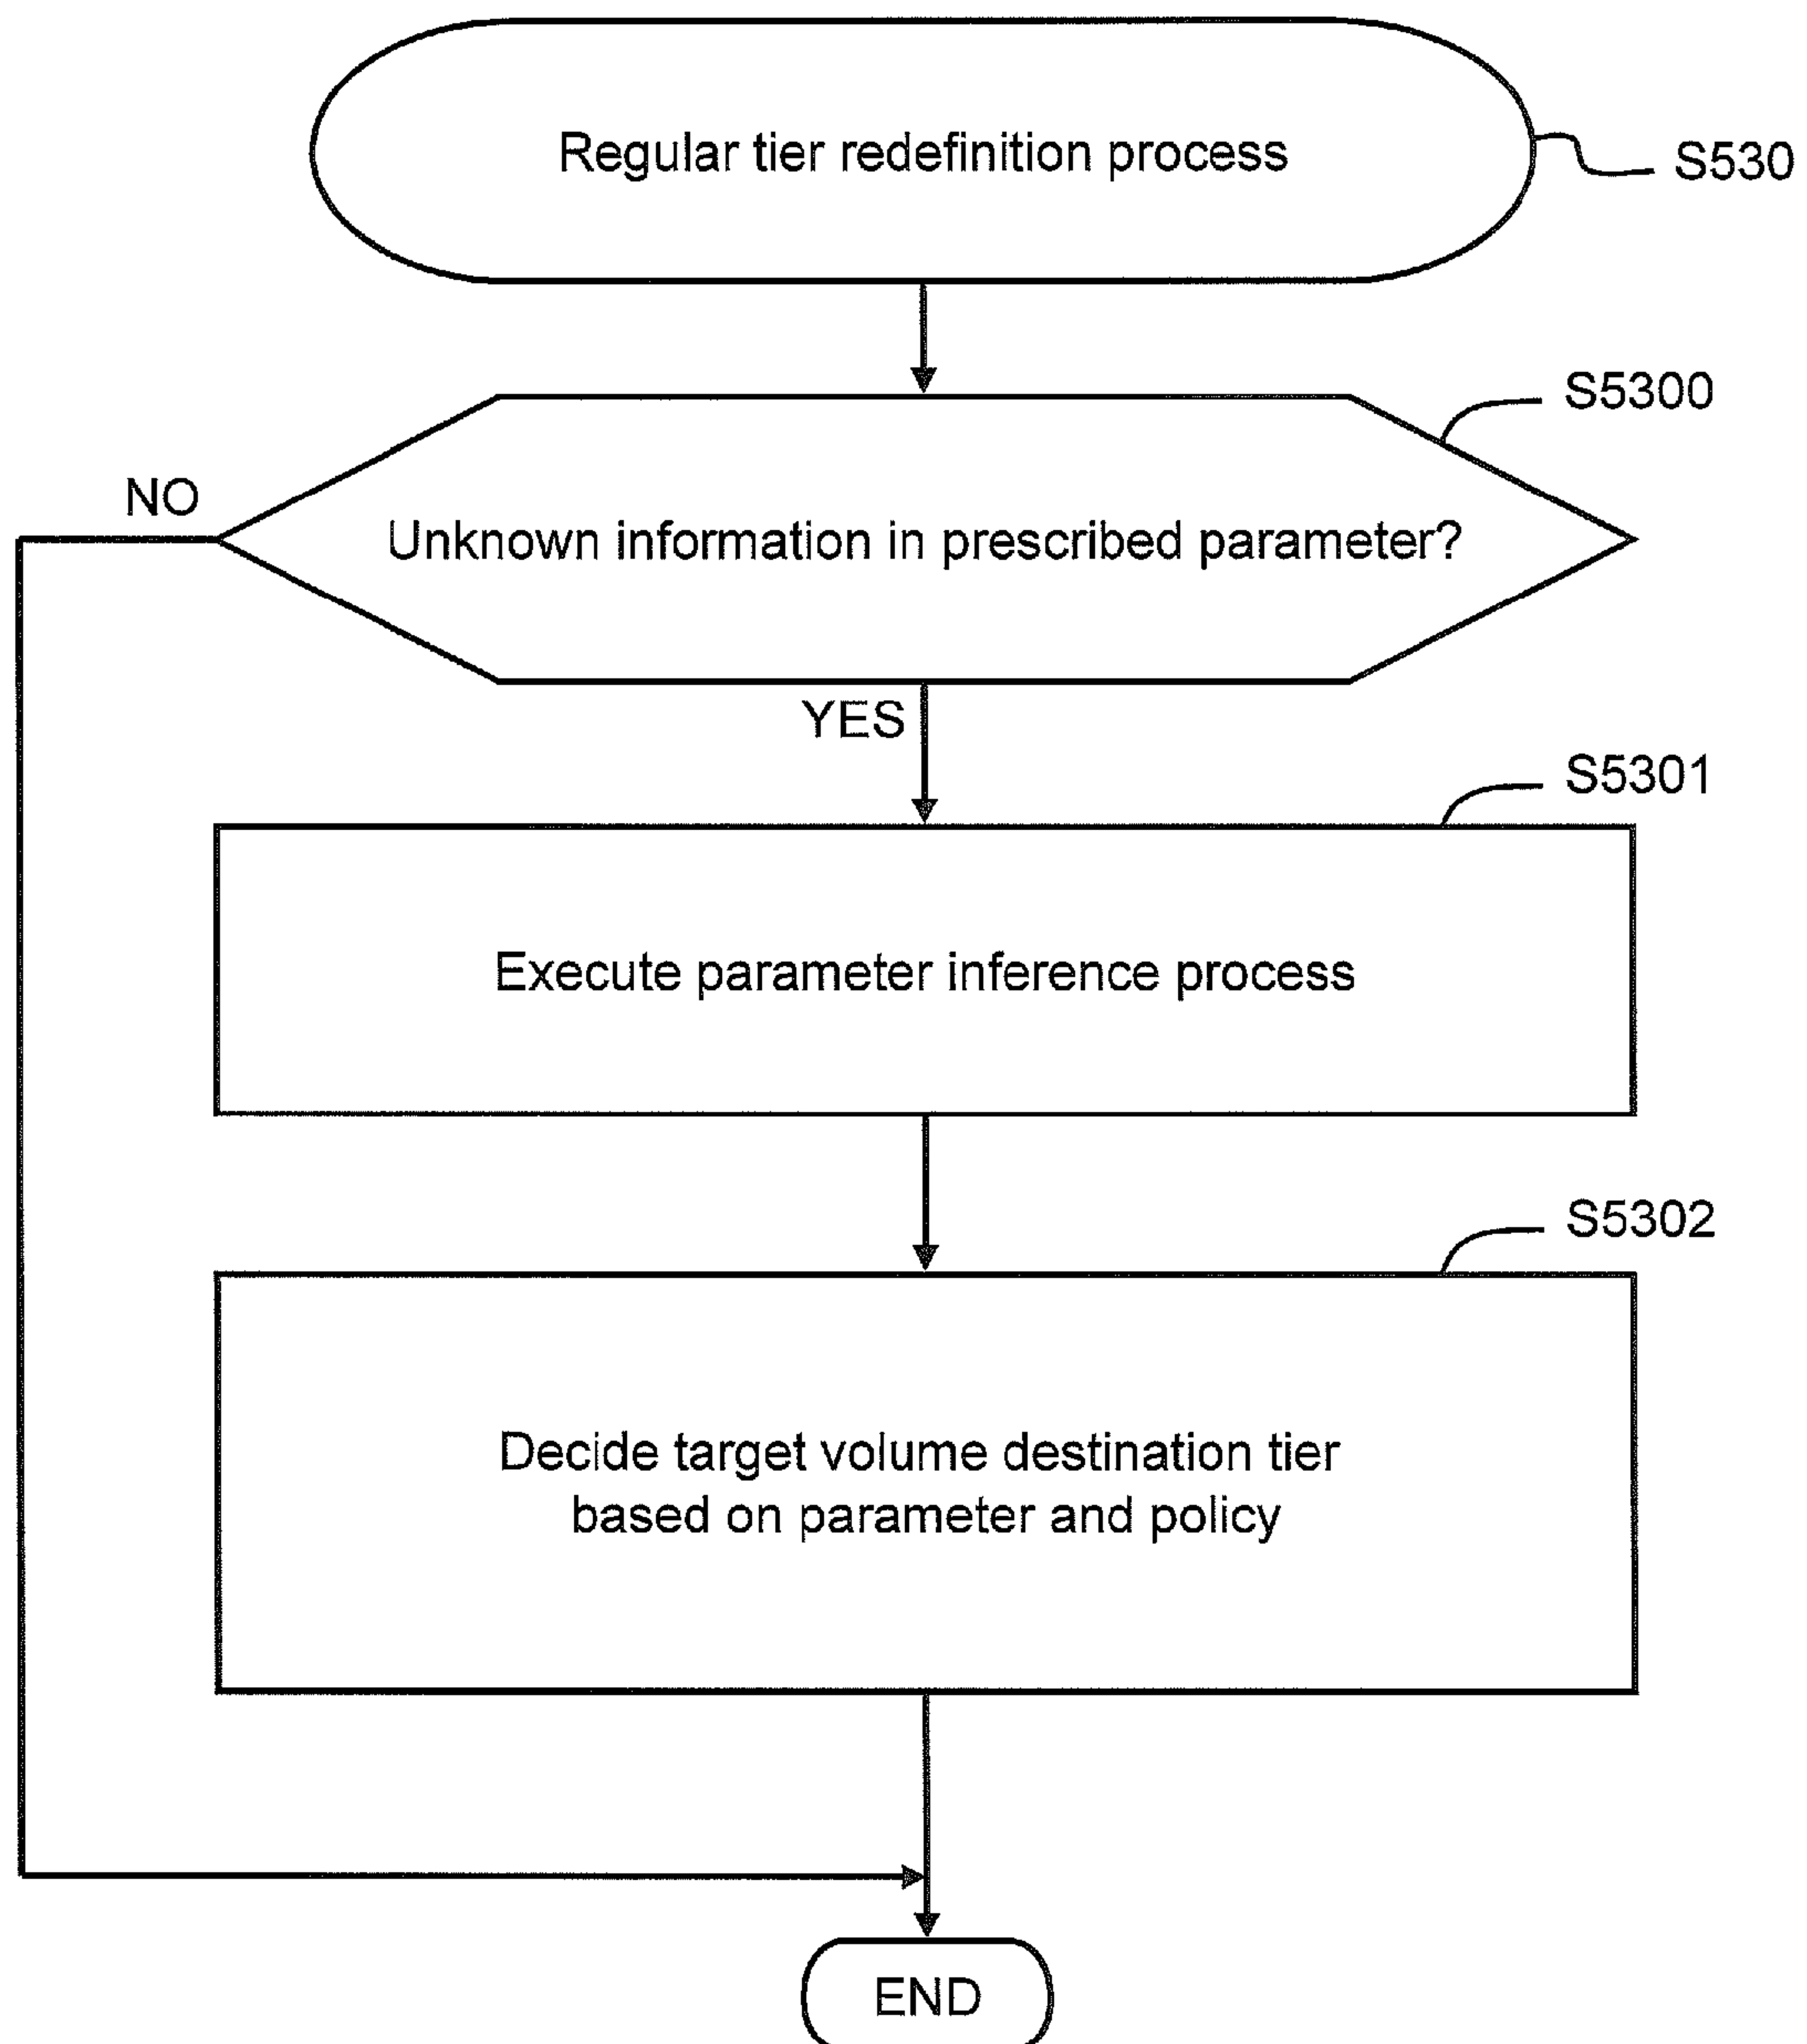 Regular tier redefinition process
S530
S5300
NO
Unknown information in prescribed parameter?
YES
S5301
Execute parameter inference process
S5302
Decide target volume destination tier
based on parameter and policy
END